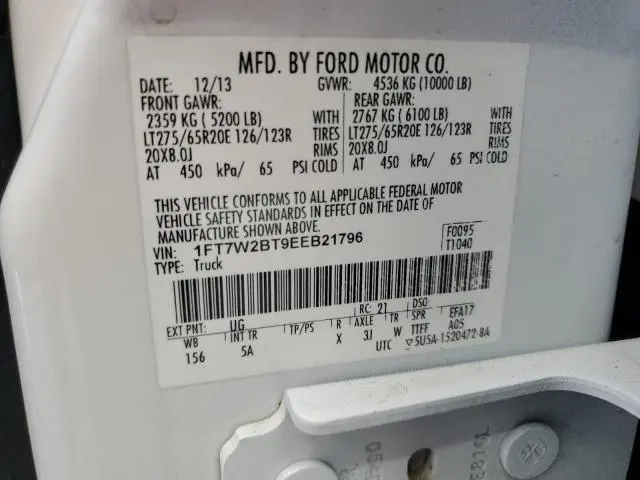 MFD. BY FORD MOTOR CO.
DATE: 12/13 GVWR: 4536 KG (10000 LB)
FRONT GAWR: REAR GAWR:
2359 KG ( 5200 LB) WITH 2767 KG ( 6100 LB) WITH
LT275/65R20E 126/123R TIRES LT275/65R20E 126/123R TIRES
20X8.0J RIMS 20X8.0J RIMS
AT 450 kPa/ 65 PSI COLD AT 450 kPa/ 65 PSI COLD
THIS VEHICLE CONFORMS TO ALL APPLICABLE FEDERAL MOTOR
VEHICLE SAFETY STANDARDS IN EFFECT ON THE DATE OF
MANUFACTURE SHOWN ABOVE.
VIN: 1FT7W2BT9EEB21796 F0095
TYPE: Truck T1040
EXT PNT: UG RC: 21 DSO
WB INT TR TP/PS R AXLE TR SPR EFA17
156 5A X 3J W TTFF A05
UTC 5U5A-1520472-BA